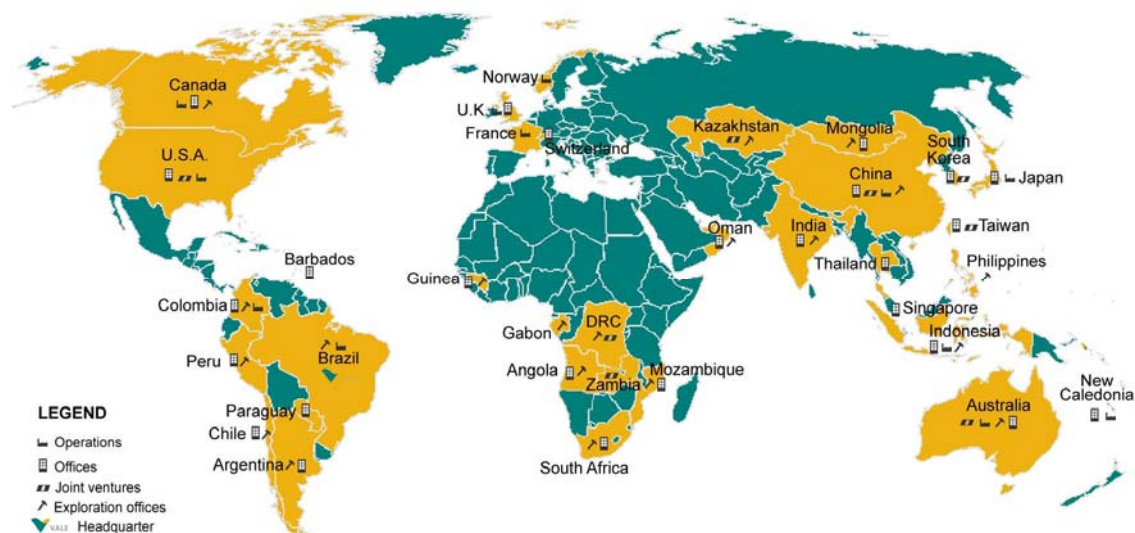 Canada
U.S.A.
Barbados
Colombia
Peru
Brazil
Paraguay
Chile
Argentina
Norway
U.K.
France
Switzerland
Guinea
Gabon
DRC
Angola
Zambia
Mozambique
South Africa
Oman
Kazakhstan
Mongolia
South
Korea
China
Japan
India
Taiwan
Thailand
Philippines
Singapore
Indonesia
Australia
New
Caledonia
LEGEND
Operations
Offices
Joint ventures
Exploration offices
VALE Headquarter